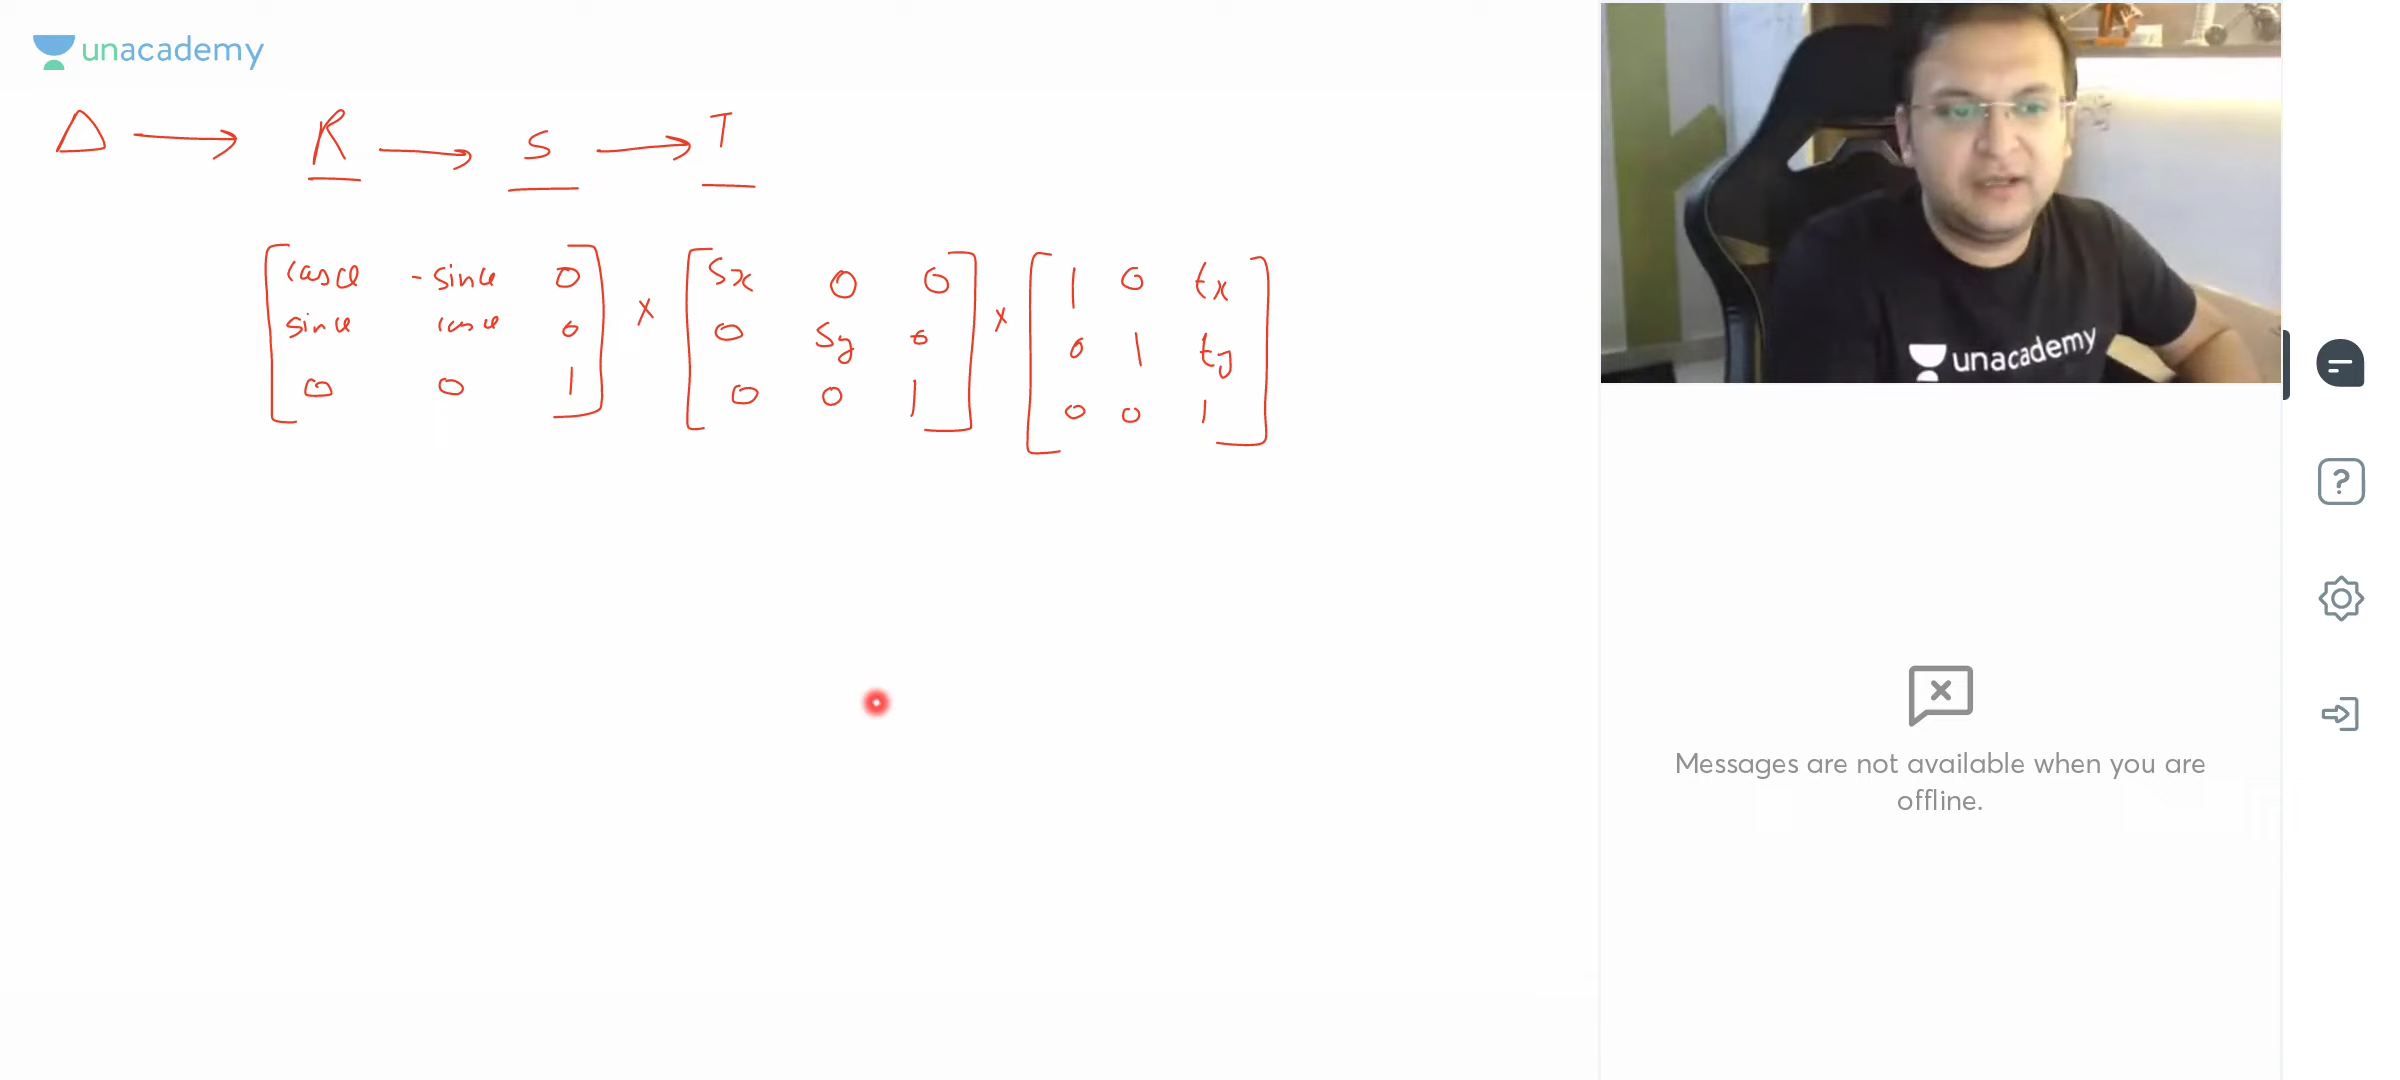 unacademy
Δ → R → S → T
[cosθ -sinθ 0] × [Sx 0 0] × [1 0 tx]
[sinθ cosθ 0] [0 Sy 0] [0 1 ty]
[0 0 1] [0 0 1] [0 0 1]
unacademy
?
Messages are not available when you are
offline.